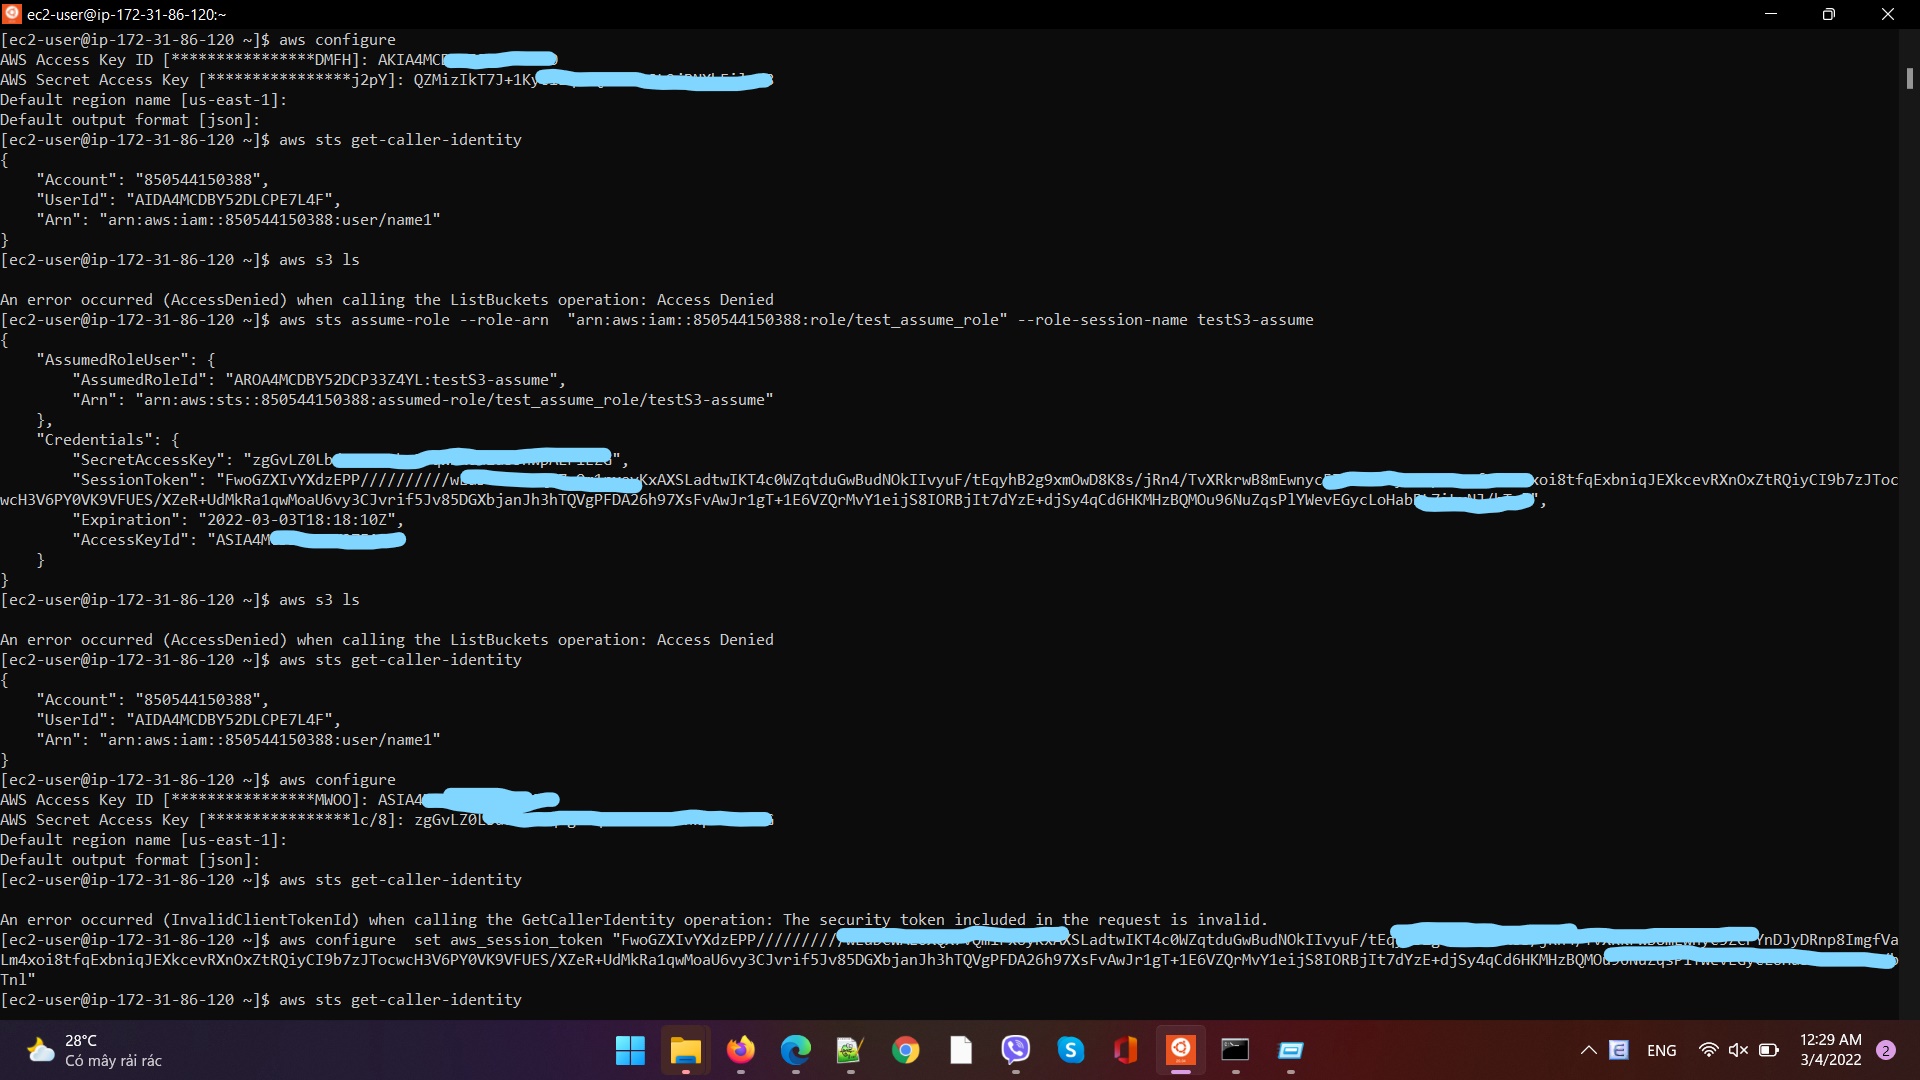 ec2-user@ip-172-31-86-120:~
[ec2-user@ip-172-31-86-120 ~]$ aws configure
AWS Access Key ID [****************DMFH]: AKIA4MC
AWS Secret Access Key [****************j2pY]: QZMizIkT7J+1Ky
Default region name [us-east-1]:
Default output format [json]:
[ec2-user@ip-172-31-86-120 ~]$ aws sts get-caller-identity
{
    "Account": "850544150388",
    "UserId": "AIDA4MCDBY52DLCPE7L4F",
    "Arn": "arn:aws:iam::850544150388:user/name1"
}
[ec2-user@ip-172-31-86-120 ~]$ aws s3 ls
An error occurred (AccessDenied) when calling the ListBuckets operation: Access Denied
[ec2-user@ip-172-31-86-120 ~]$ aws sts assume-role --role-arn  "arn:aws:iam::850544150388:role/test_assume_role" --role-session-name testS3-assume
{
    "AssumedRoleUser": {
        "AssumedRoleId": "AROA4MCDBY52DCP33Z4YL:testS3-assume",
        "Arn": "arn:aws:sts::850544150388:assumed-role/test_assume_role/testS3-assume"
    },
    "Credentials": {
        "SecretAccessKey": "zgGvLZ0Lb ",
        "SessionToken": "FwoGZXIvYXdzEPP//////////w KxAXSLadtwIKT4c0WZqtduGwBudNOkIIvyuF/tEqyhB2g9xmOwD8K8s/jRn4/TvXRkrwB8mEwnyc xoi8tfqExbniqJEXkcevRXnOxZtRQiyCI9b7zJToc
wcH3V6PY0VK9VFUES/XZeR+UdMkRa1qwMoaU6vy3CJvrif5Jv85DGXbjanJh3hTQVgPFDA26h97XsFvAwJr1gT+1E6VZQrMvY1eijS8IORBjIt7dYzE+djSy4qCd6HKMHzBQMOu96NuZqsPlYWevEGycLoHab ",
        "Expiration": "2022-03-03T18:18:10Z",
        "AccessKeyId": "ASIA4M
    }
}
[ec2-user@ip-172-31-86-120 ~]$ aws s3 ls
An error occurred (AccessDenied) when calling the ListBuckets operation: Access Denied
[ec2-user@ip-172-31-86-120 ~]$ aws sts get-caller-identity
{
    "Account": "850544150388",
    "UserId": "AIDA4MCDBY52DLCPE7L4F",
    "Arn": "arn:aws:iam::850544150388:user/name1"
}
[ec2-user@ip-172-31-86-120 ~]$ aws configure
AWS Access Key ID [****************MWOO]: ASIA4
AWS Secret Access Key [****************lc/8]: zgGvLZ0L
Default region name [us-east-1]:
Default output format [json]:
[ec2-user@ip-172-31-86-120 ~]$ aws sts get-caller-identity
An error occurred (InvalidClientTokenId) when calling the GetCallerIdentity operation: The security token included in the request is invalid.
[ec2-user@ip-172-31-86-120 ~]$ aws configure  set aws_session_token "FwoGZXIvYXdzEPP////////// XSLadtwIKT4c0WZqtduGwBudNOkIIvyuF/tEq YnDJyDRnp8ImgfVa
Lm4xoi8tfqExbniqJEXkcevRXnOxZtRQiyCI9b7zJTocwcH3V6PY0VK9VFUES/XZeR+UdMkRa1qwMoaU6vy3CJvrif5Jv85DGXbjanJh3hTQVgPFDA26h97XsFvAwJr1gT+1E6VZQrMvY1eijS8IORBjIt7dYzE+djSy4qCd6HKMHzBQMO
Tnl"
[ec2-user@ip-172-31-86-120 ~]$ aws sts get-caller-identity
28°C
Có mây rải rác
ENG
12:29 AM
3/4/2022
2